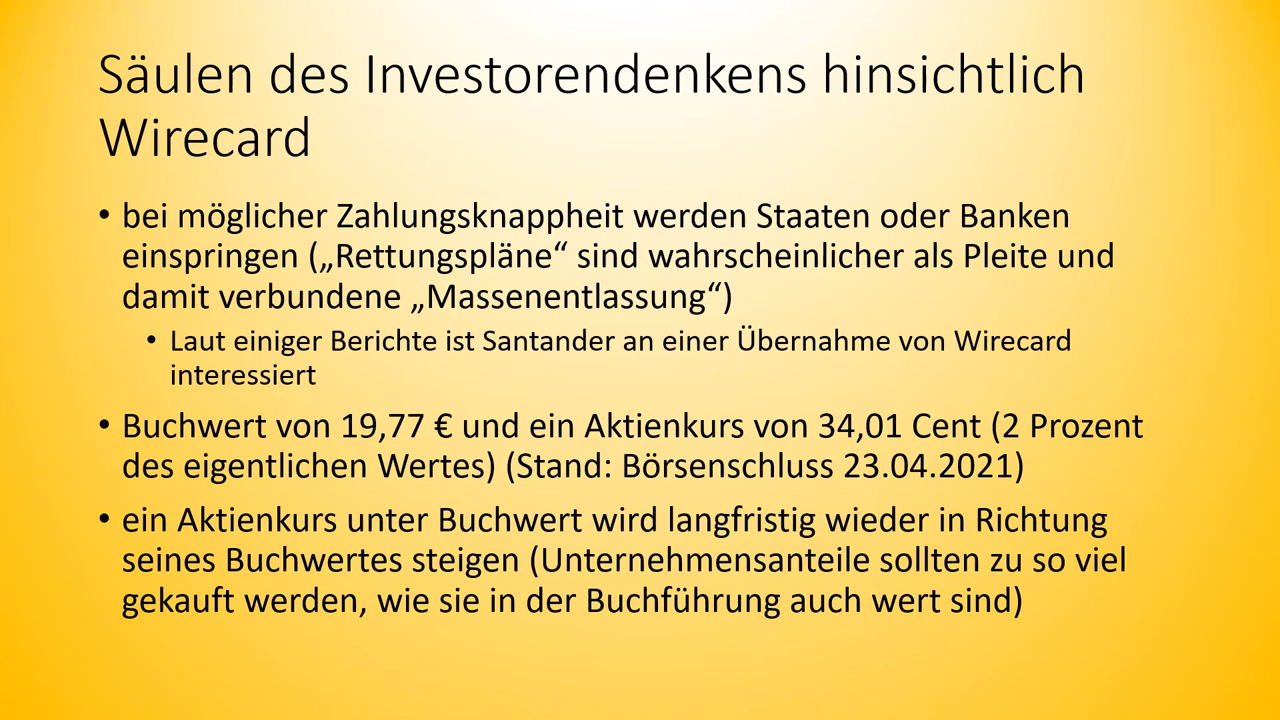 Säulen des Investorendenkens hinsichtlich
Wirecard
• bei möglicher Zahlungsknappheit werden Staaten oder Banken
einspringen („Rettungspläne“ sind wahrscheinlicher als Pleite und
damit verbundene „Massenentlassung“)
• Laut einiger Berichte ist Santander an einer Übernahme von Wirecard
interessiert
• Buchwert von 19,77 € und ein Aktienkurs von 34,01 Cent (2 Prozent
des eigentlichen Wertes) (Stand: Börsenschluss 23.04.2021)
• ein Aktienkurs unter Buchwert wird langfristig wieder in Richtung
seines Buchwertes steigen (Unternehmensanteile sollten zu so viel
gekauft werden, wie sie in der Buchführung auch wert sind)